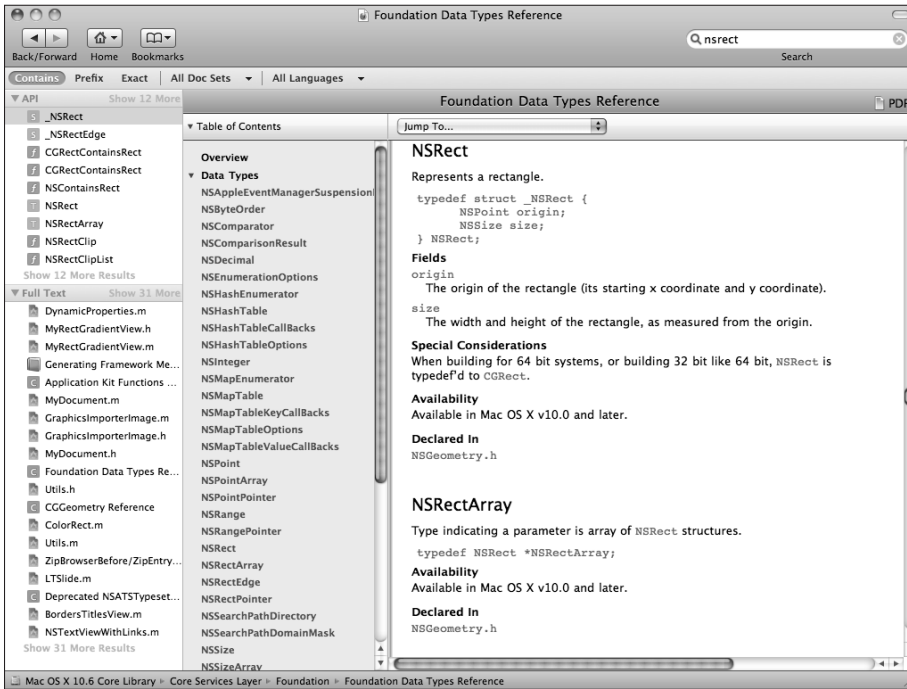 Foundation Data Types Reference
nsrect
Back/Forward Home Bookmarks
Search
Contains Prefix Exact All Doc Sets All Languages
API Show 12 More
_NSRect
_NSRectEdge
CGRectContainsRect
CGRectContainsRect
NSContainsRect
NSRect
NSRectArray
NSRectClip
NSRectClipList
Show 12 More Results
Full Text Show 31 More
DynamicProperties.m
MyRectGradientView.h
MyRectGradientView.m
Generating Framework Me...
Application Kit Functions ...
MyDocument.m
GraphicsImporterImage.m
GraphicsImporterImage.h
MyDocument.h
Foundation Data Types Re...
Utils.h
CGGeometry Reference
ColorRect.m
Utils.m
ZipBrowserBefore/ZipEntry...
LTSlide.m
Deprecated NSATSTypeset...
BordersTitlesView.m
NSTextViewWithLinks.m
Show 31 More Results
Foundation Data Types Reference
PDF
Table of Contents
Jump To...
Overview
Data Types
NSAppleEventManagerSuspensionI
NSByteOrder
NSComparator
NSComparisonResult
NSDecimal
NSEnumerationOptions
NSHashEnumerator
NSHashTable
NSHashTableCallBacks
NSHashTableOptions
NSInteger
NSMapEnumerator
NSMapTable
NSMapTableKeyCallBacks
NSMapTableOptions
NSMapTableValueCallBacks
NSPoint
NSPointArray
NSPointPointer
NSRange
NSRangePointer
NSRect
NSRectArray
NSRectEdge
NSRectPointer
NSSearchPathDirectory
NSSearchPathDomainMask
NSSize
NSSizeArray
NSRect
Represents a rectangle.
typedef struct _NSRect {
NSPoint origin;
NSSize size;
} NSRect;
Fields
origin
The origin of the rectangle (its starting x coordinate and y coordinate).
size
The width and height of the rectangle, as measured from the origin.
Special Considerations
When building for 64 bit systems, or building 32 bit like 64 bit, NSRect is
typedef'd to CGRect.
Availability
Available in Mac OS X v10.0 and later.
Declared In
NSGeometry.h
NSRectArray
Type indicating a parameter is array of NSRect structures.
typedef NSRect *NSRectArray;
Availability
Available in Mac OS X v10.0 and later.
Declared In
NSGeometry.h
Mac OS X 10.6 Core Library Core Services Layer Foundation Foundation Data Types Reference